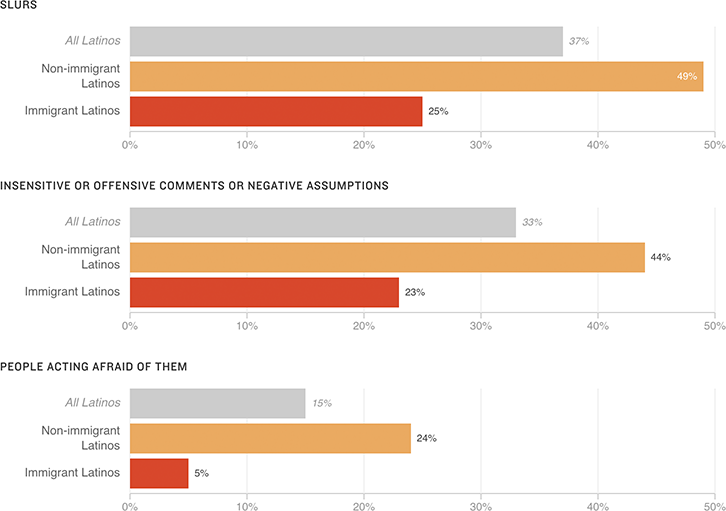 SLURS
All Latinos
37%
Non-immigrant
Latinos
49%
Immigrant Latinos
25%
0% 10% 20% 30% 40% 50%
INSENSITIVE OR OFFENSIVE COMMENTS OR NEGATIVE ASSUMPTIONS
All Latinos
33%
Non-immigrant
Latinos
44%
Immigrant Latinos
23%
0% 10% 20% 30% 40% 50%
PEOPLE ACTING AFRAID OF THEM
All Latinos
15%
Non-immigrant
Latinos
24%
Immigrant Latinos
5%
0% 10% 20% 30% 40% 50%